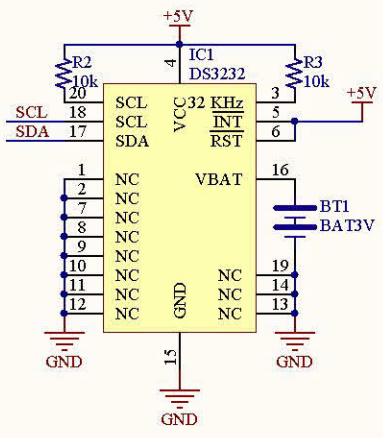 +5V
R2
10k
IC1
DS3232
R3
10k
4
VCC
20 SCL 32 KHz 3
+5V
SCL 18 SCL INT 5
SDA 17 SDA RST 6
1 NC VBAT 16
2 NC
7 NC BT1
8 NC BAT3V
9 NC
10 NC NC 19
11 NC NC 14
12 NC NC 13
GND
GND
15
GND
GND